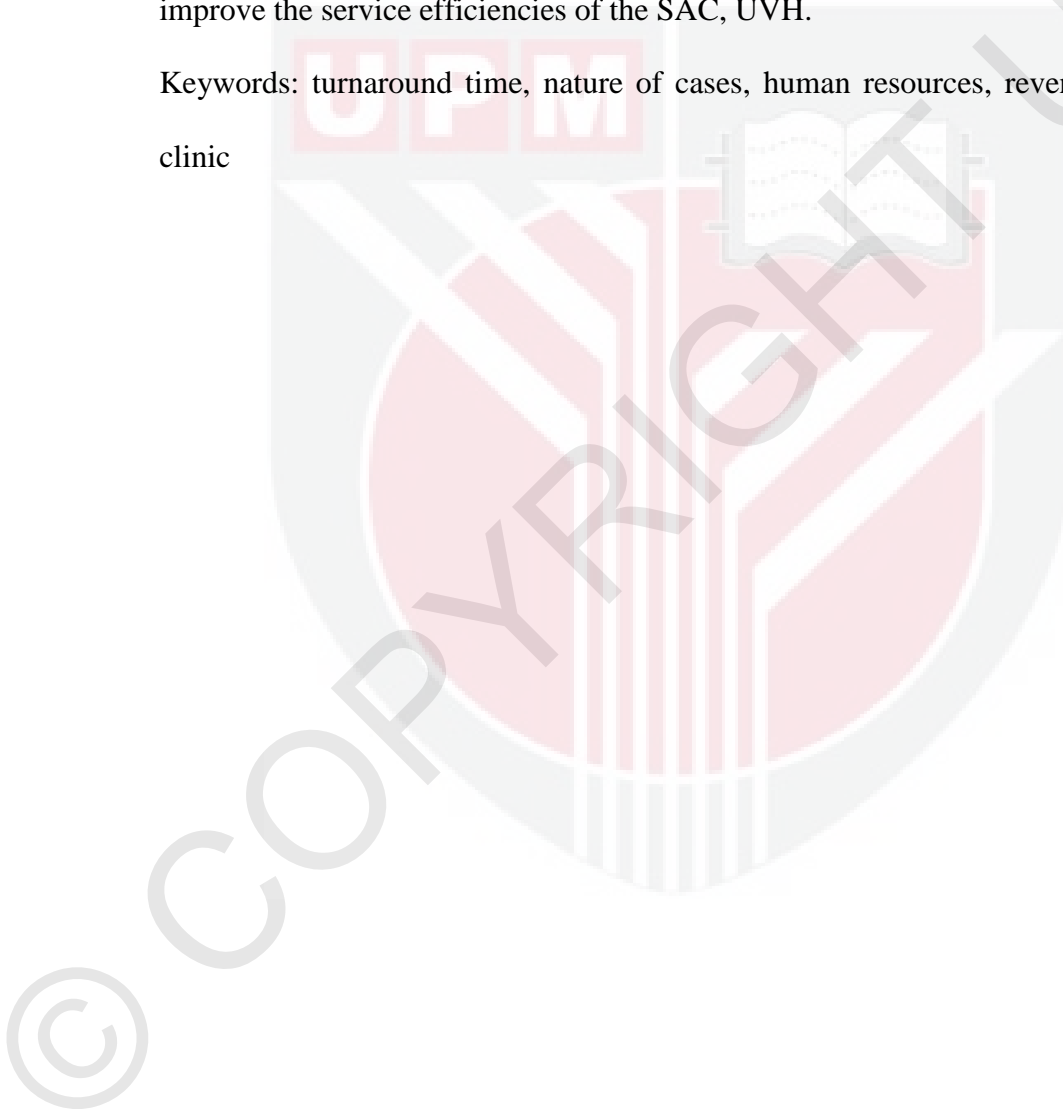 improve the service efficiencies of the SAC, UVH.
Keywords: turnaround time, nature of cases, human resources,
clinic
UPM
© COPYRIGHT U